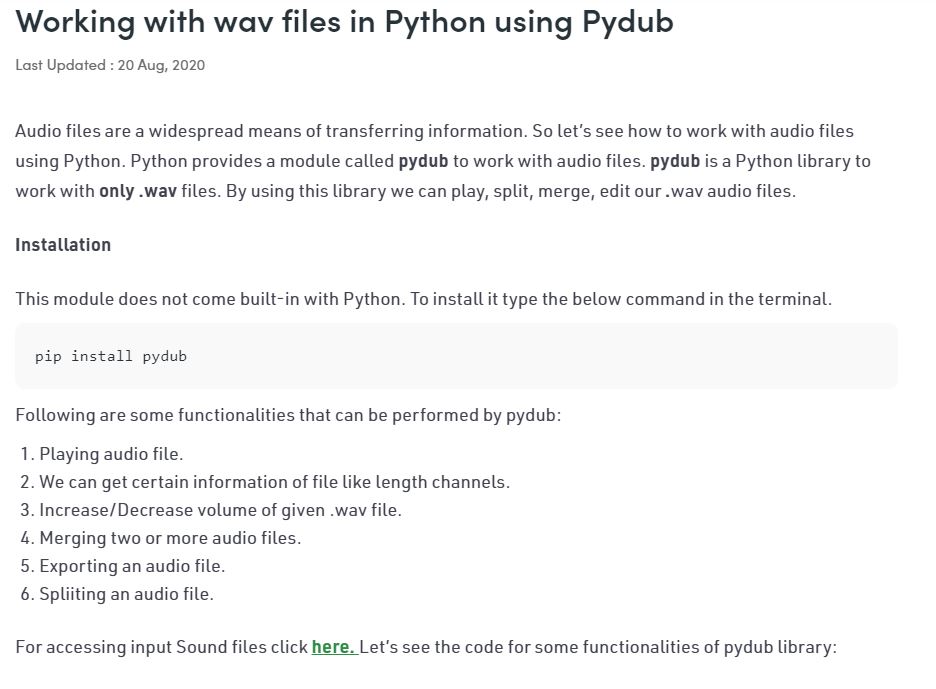 Working with wav files in Python using Pydub
Last Updated : 20 Aug, 2020
Audio files are a widespread means of transferring information. So let’s see how to work with audio files
using Python. Python provides a module called pydub to work with audio files. pydub is a Python library to
work with only .wav files. By using this library we can play, split, merge, edit our .wav audio files.
Installation
This module does not come built-in with Python. To install it type the below command in the terminal.
pip install pydub
Following are some functionalities that can be performed by pydub:
1. Playing audio file.
2. We can get certain information of file like length channels.
3. Increase/Decrease volume of given .wav file.
4. Merging two or more audio files.
5. Exporting an audio file.
6. Spliiting an audio file.
For accessing input Sound files click here. Let’s see the code for some functionalities of pydub library: